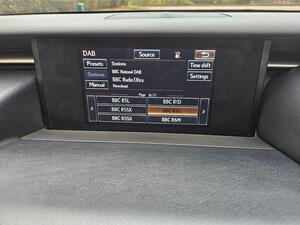 DAB
Source
Presets
Stations
Time shift
Stations
BBC National DAB
BBC Radio1Xtra
Settings
Manual
Newsbeat
Page
BBC R5L
BBC R1D
BBC R5SX
BBC R5SX
BBC R6M